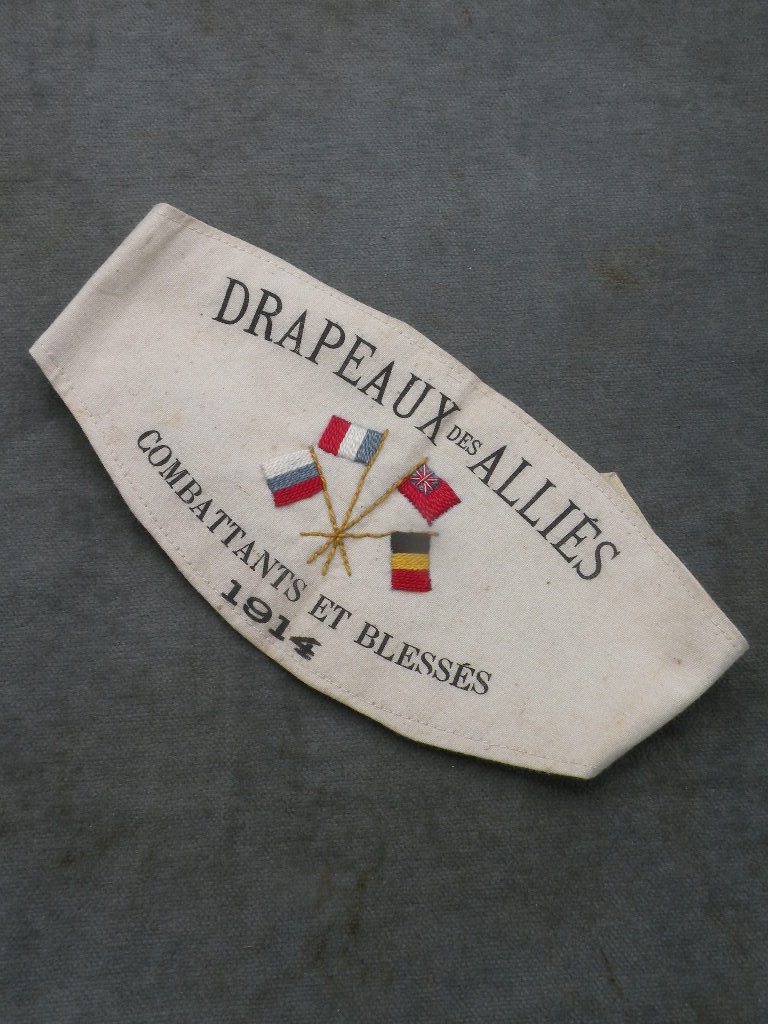 DRAPEAUX DES ALLIÉS
COMBATTANTS ET BLESSÉS
1914